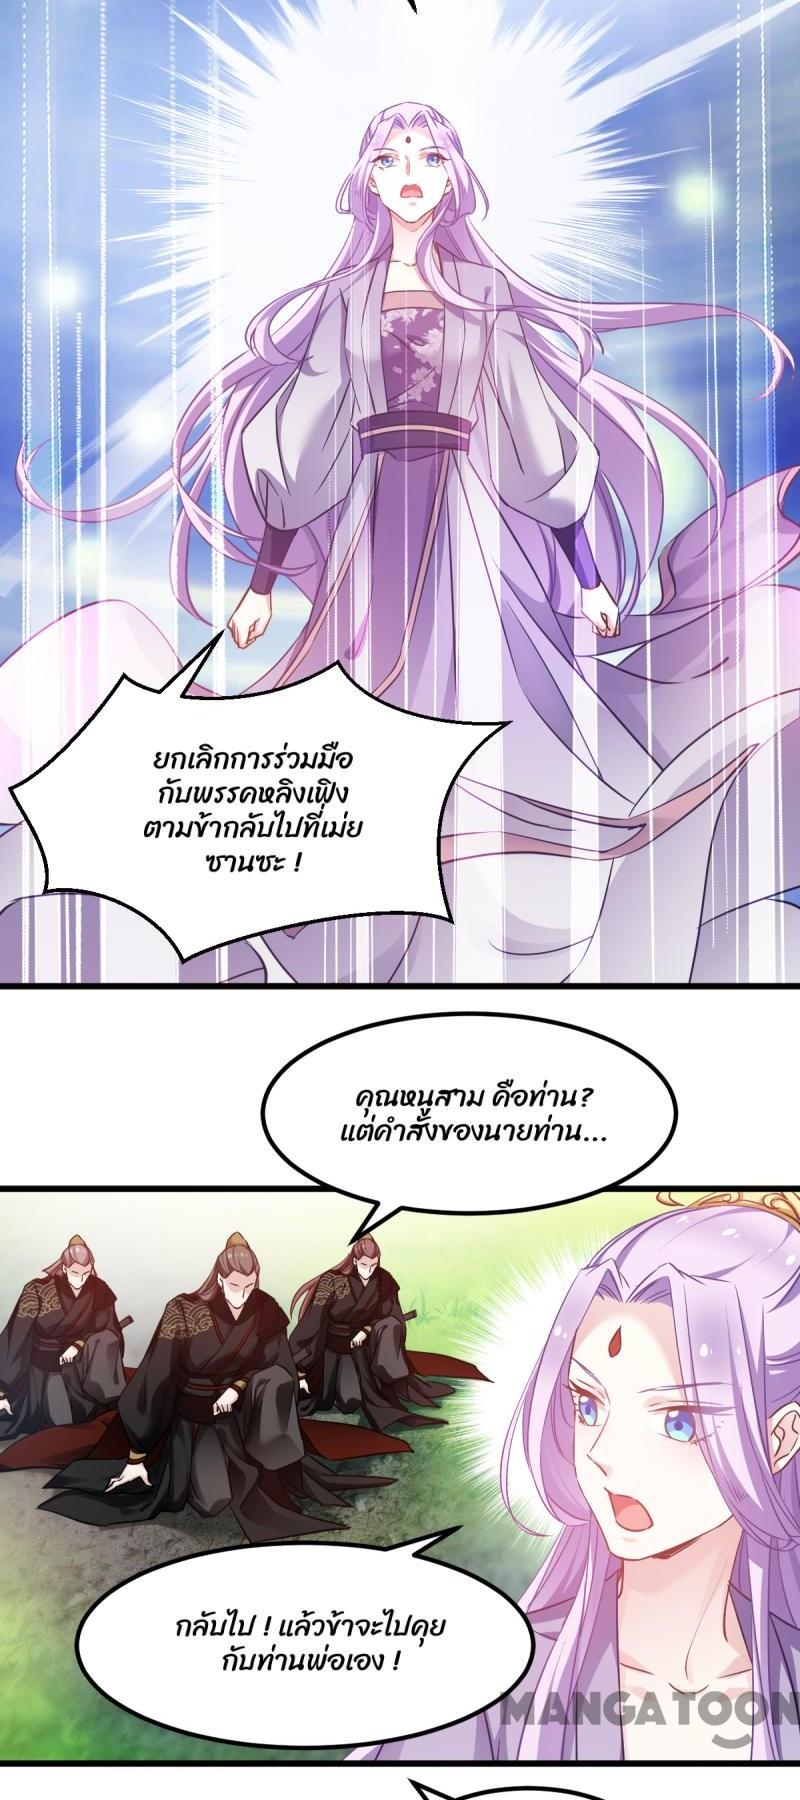 ยกเลิกการร่วมมือ
กับพรรคหลิงเฟิง
ตามข้ากลับไปที่เม่ย
ซานซะ !
คุณหนูสาม คือท่าน?
แต่คำสั่งของนายท่าน...
กลับไป ! แล้วข้าจะไปคุย
กับท่านพ่อเอง !
MANGATOON